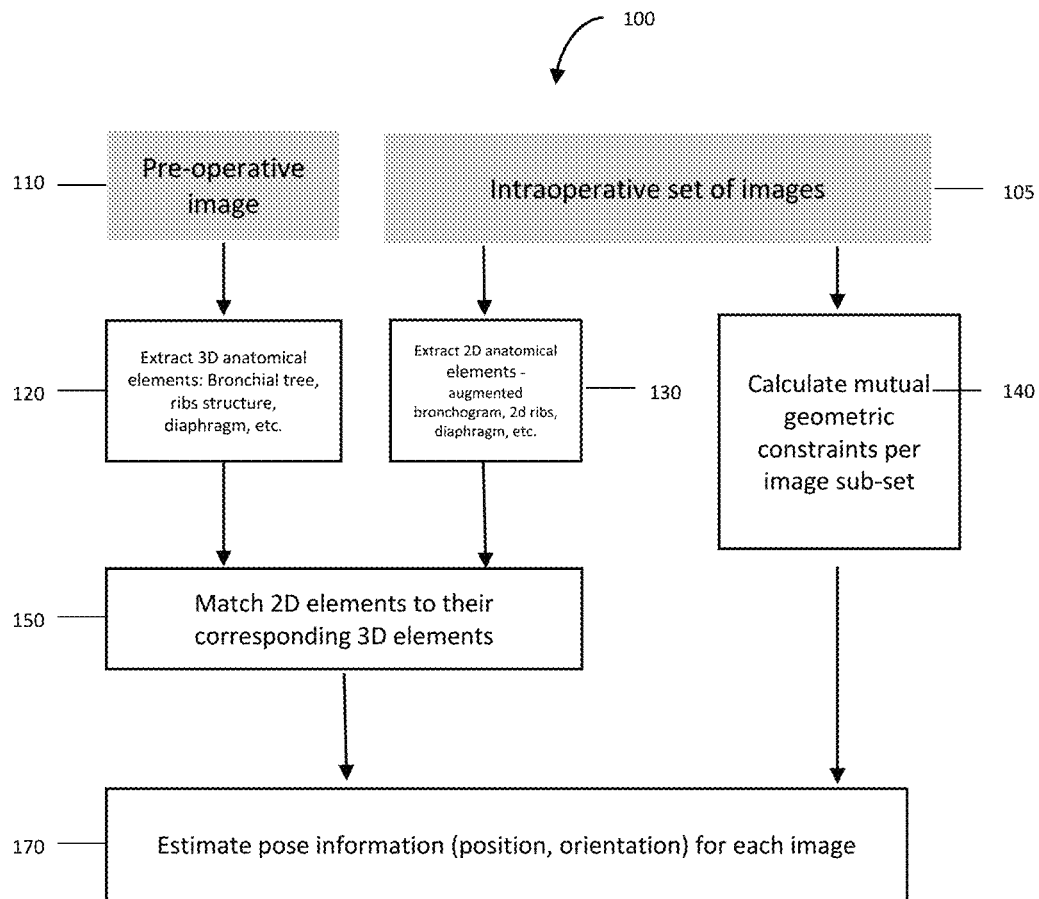 100
Pre-operative
image
110
Intraoperative set of images
105
Extract 3D anatomical
elements: Bronchial tree,
ribs structure,
diaphragm, etc.
120
Extract 2D anatomical
elements -
augmented
bronchogram, 2d ribs,
diaphragm, etc.
130
Calculate mutual
geometric
constraints per
image sub-set
140
Match 2D elements to their
corresponding 3D elements
150
Estimate pose information (position, orientation) for each image
170